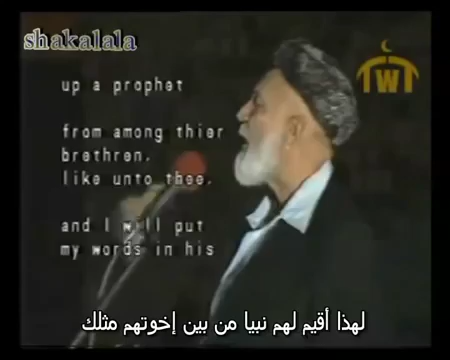 shakalala
IWT
up a prophet
from among thier
brethren.
like unto thee.
and I will put
my words in his
لهذا أقيم لهم نبيا من بين إخوتهم مثلك